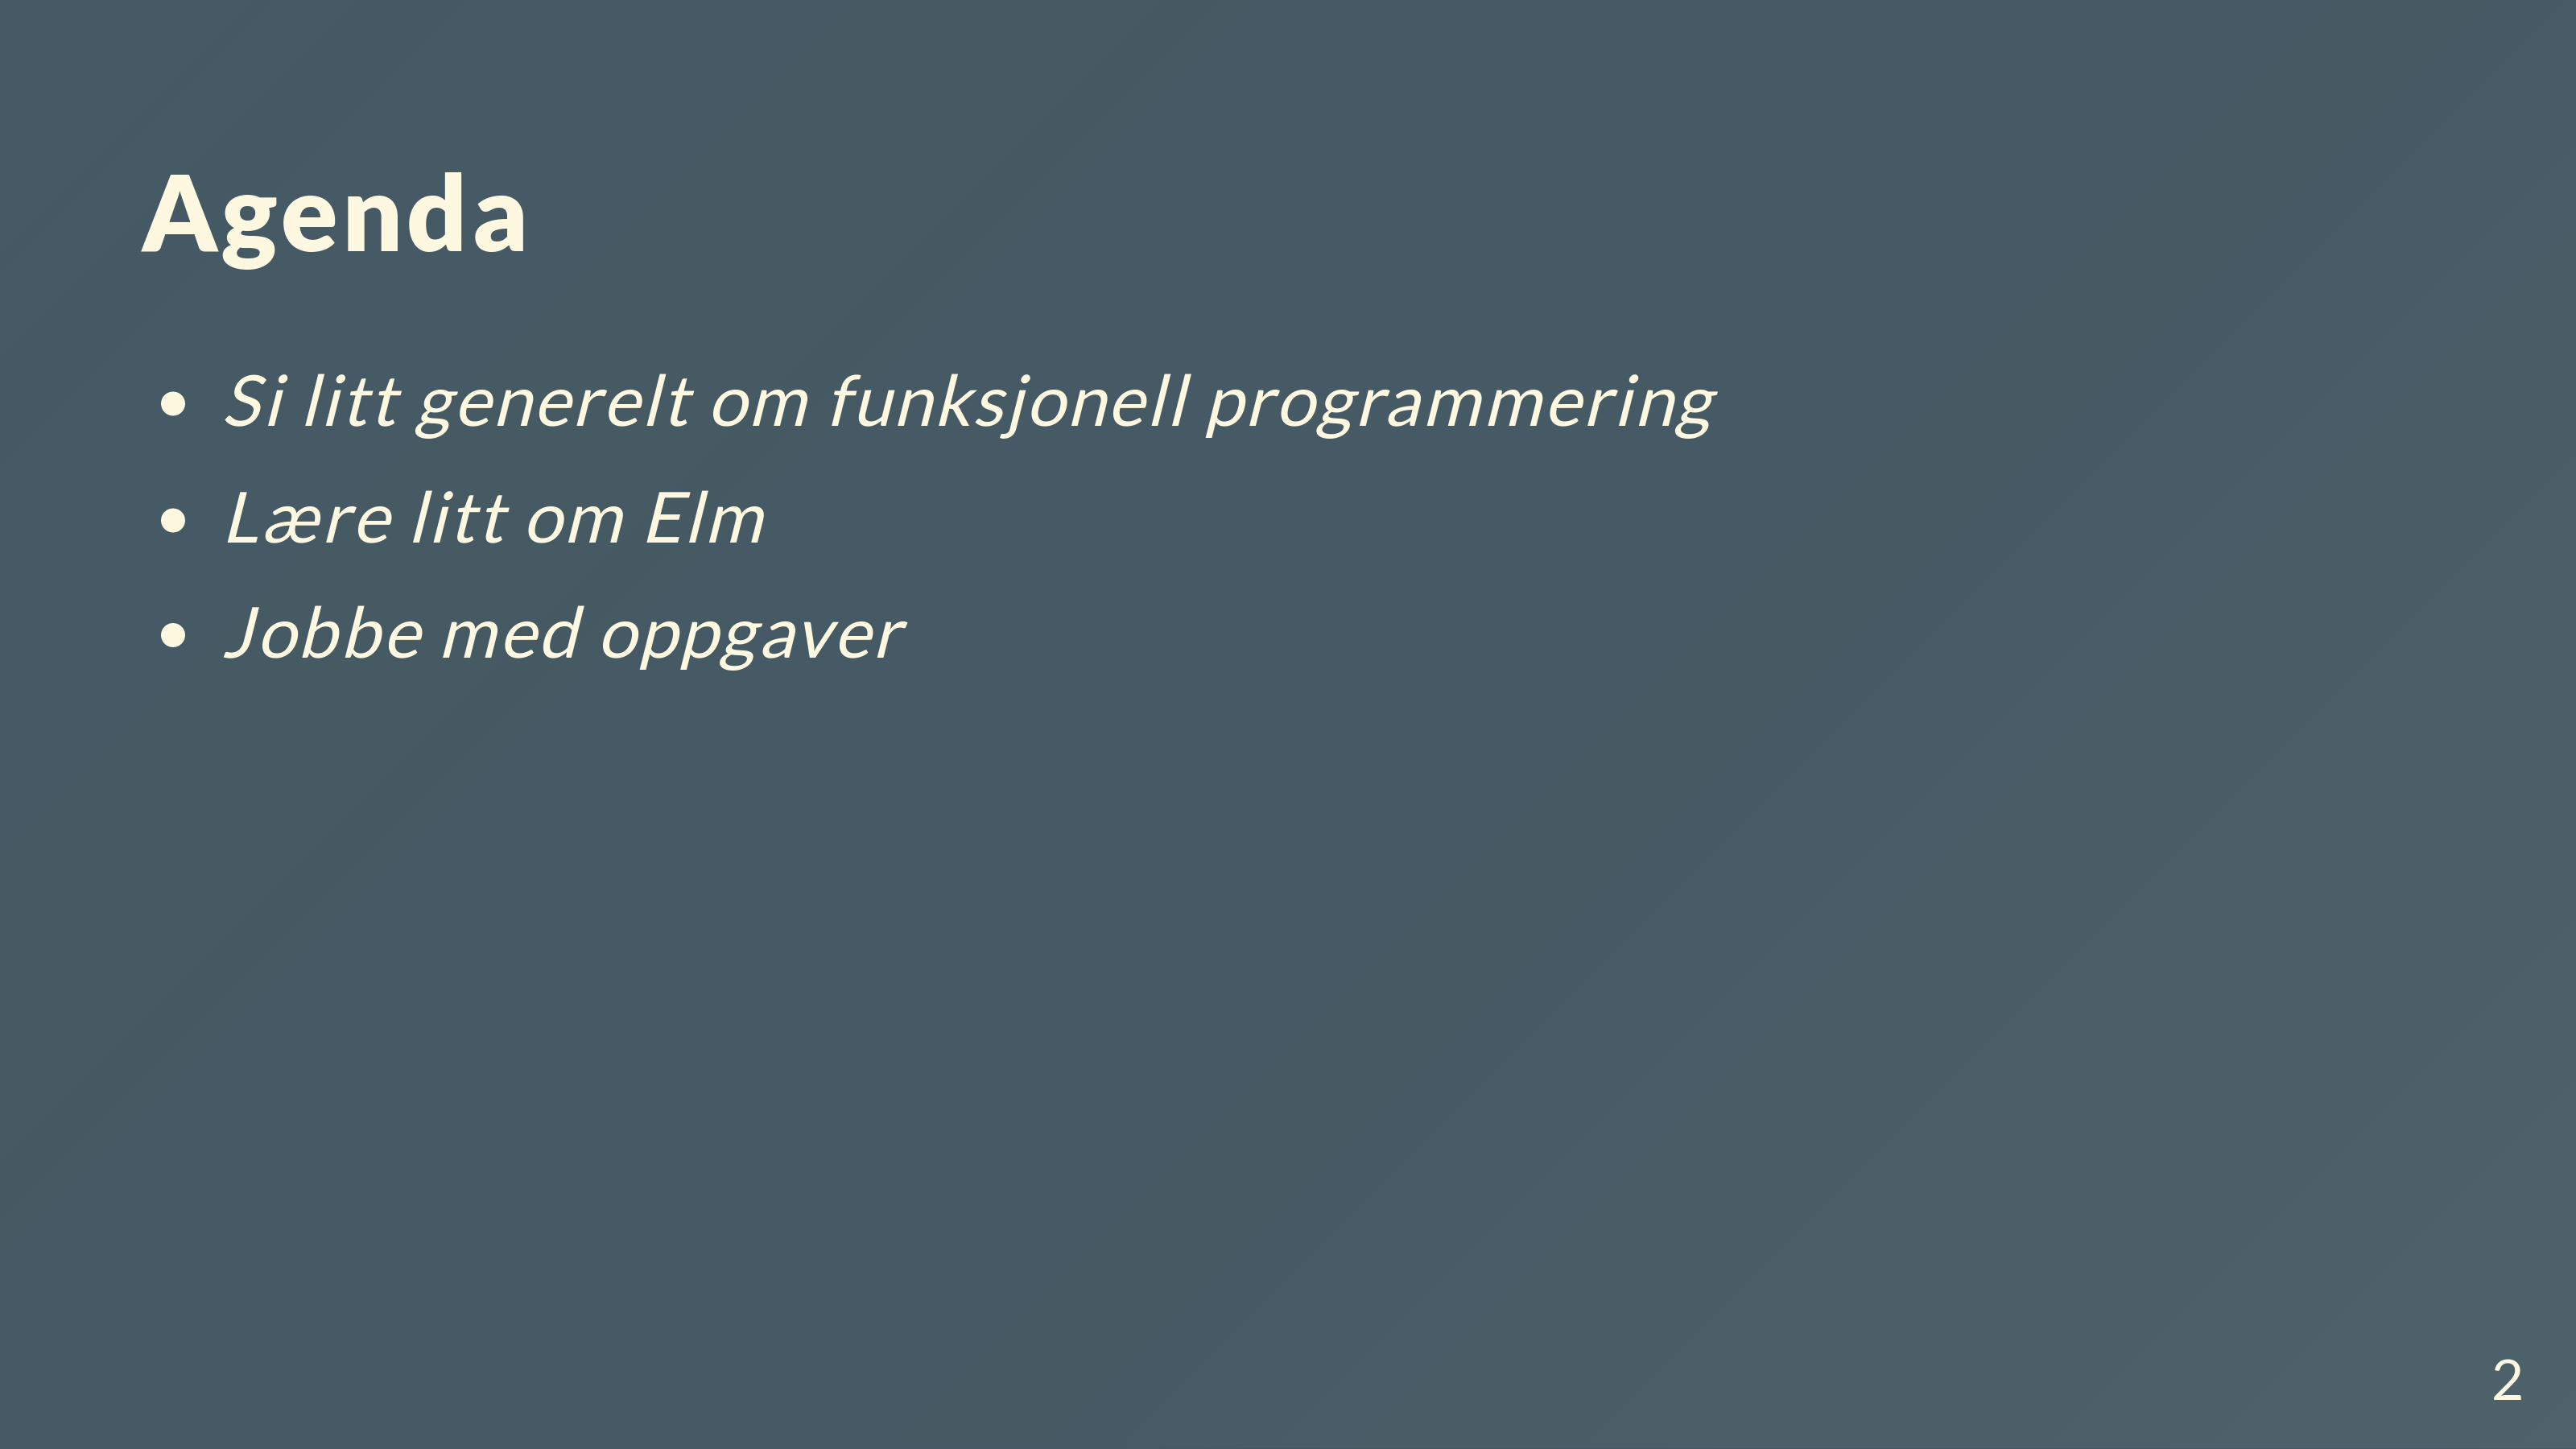 Agenda
• Si litt generelt om funksjonell programmering
• Lære litt om Elm
• Jobbe med oppgaver
2